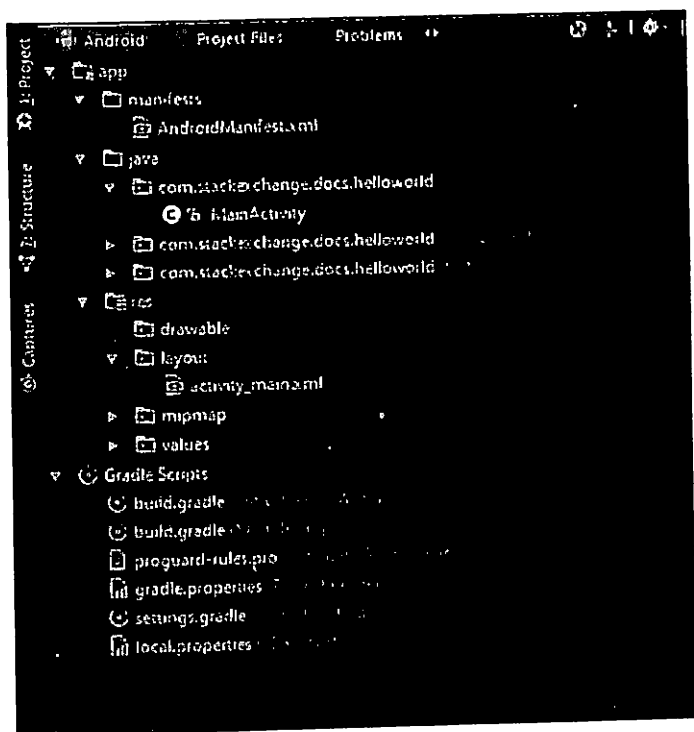 Android Project Files Problems
1: Project
7: Structure
Captures
app
manifests
AndroidManifest.xml
java
com.stackexchange.docs.helloworld
MainActivity
com.stackexchange.docs.helloworld
com.stackexchange.docs.helloworld
res
drawable
layout
activity_main.xml
mipmap
values
Gradle Scripts
build.gradle
build.gradle
proguard-rules.pro
gradle.properties
settings.gradle
local.properties